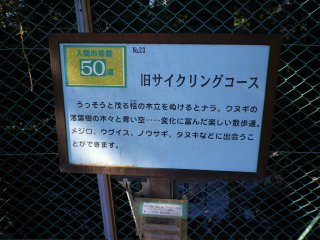 入間市景観
50選
No.33
旧サイクリングコース
うっそうと茂る桧の木立をぬけるとナラ、クヌギの
落葉樹の木々と青い空……変化に富んだ楽しい散歩道。
メジロ、ウグイス、ノウサギ、タヌキなどに出会うこ
とができます。